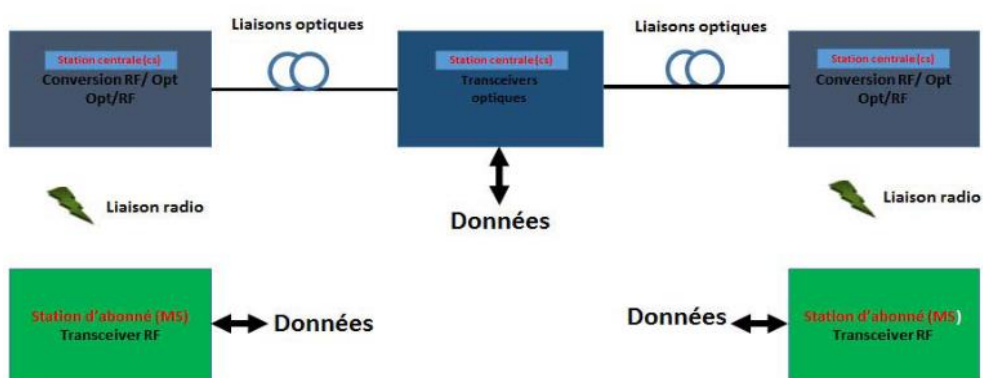 Liaisons optiques
Liaisons optiques
Station centrale(cs)
Conversion RF/ Opt
Opt/RF
Station centrale(cs)
Transceivers
optiques
Station centrale(cs)
Conversion RF/ Opt
Opt/RF
Liaison radio
Données
Liaison radio
Station d'abonné (MS)
Transceiver RF
Données
Données
Station d'abonné (MS)
Transceiver RF